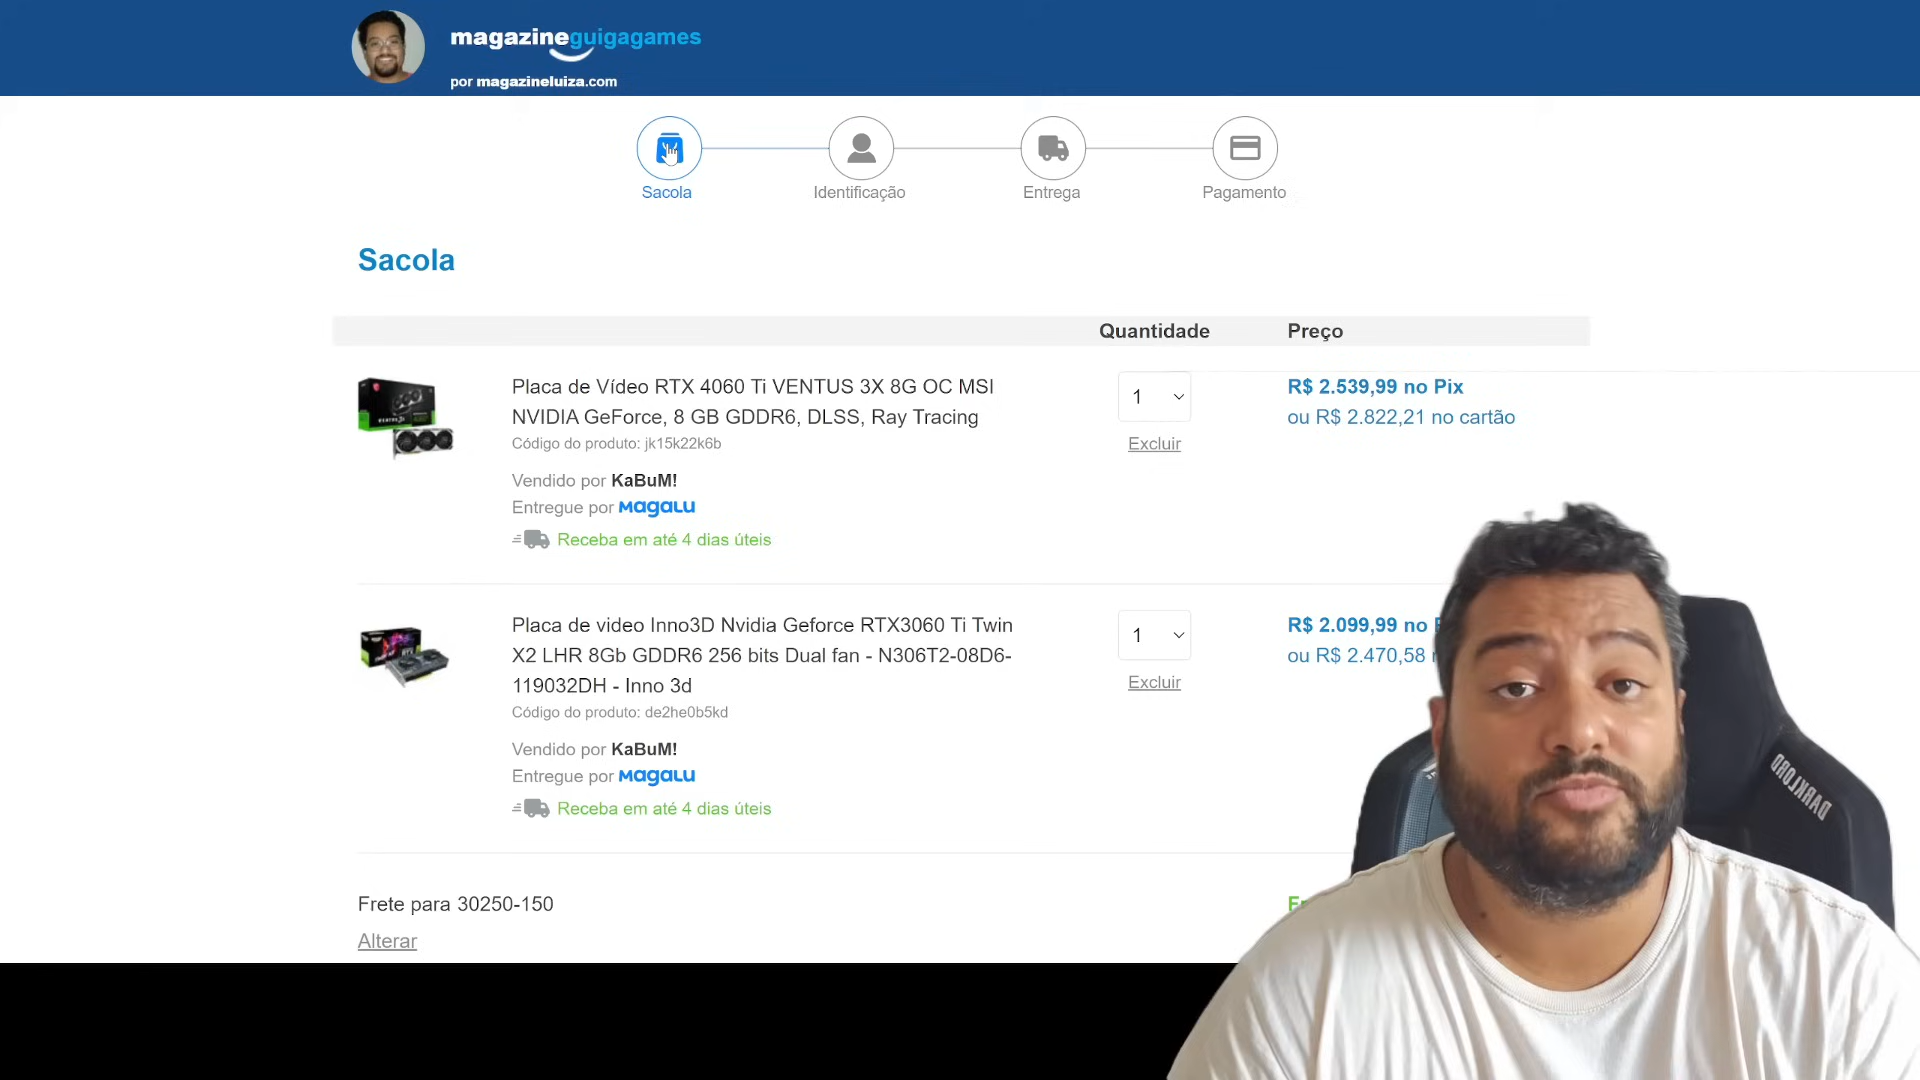 magazineguigagames
por magazineluiza.com
Sacola
Identificação
Entrega
Pagamento
Sacola
Quantidade
Preço
Placa de Vídeo RTX 4060 Ti VENTUS 3X 8G OC MSI
NVIDIA GeForce, 8 GB GDDR6, DLSS, Ray Tracing
Código do produto: jk15k22k6b
Vendido por KaBuM!
Entregue por Magalu
Receba em até 4 dias úteis
1
Excluir
R$ 2.539,99 no Pix
ou R$ 2.822,21 no cartão
Placa de video Inno3D Nvidia Geforce RTX3060 Ti Twin
X2 LHR 8Gb GDDR6 256 bits Dual fan - N306T2-08D6-
119032DH - Inno 3d
Código do produto: de2he0b5kd
Vendido por KaBuM!
Entregue por Magalu
Receba em até 4 dias úteis
1
Excluir
R$ 2.099,99 no
ou R$ 2.470,58
Frete para 30250-150
Alterar
DARKLORD